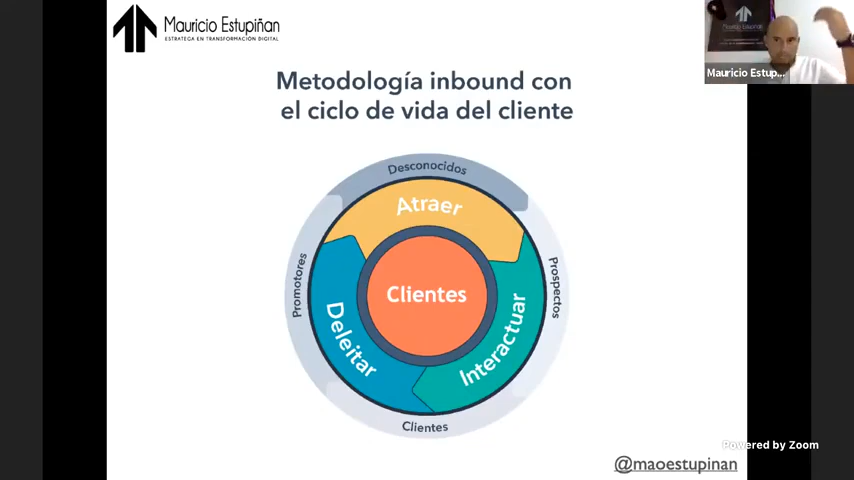 Mauricio Estupiñan
ESTRATEGA EN TRANSFORMACIÓN DIGITAL
Mauricio Estup...
Metodología inbound con
el ciclo de vida del cliente
Desconocidos
Atraer
Promotores
Clientes
Prospectos
Deleitar
Interactuar
Clientes
Powered by Zoom
@maoestupinan